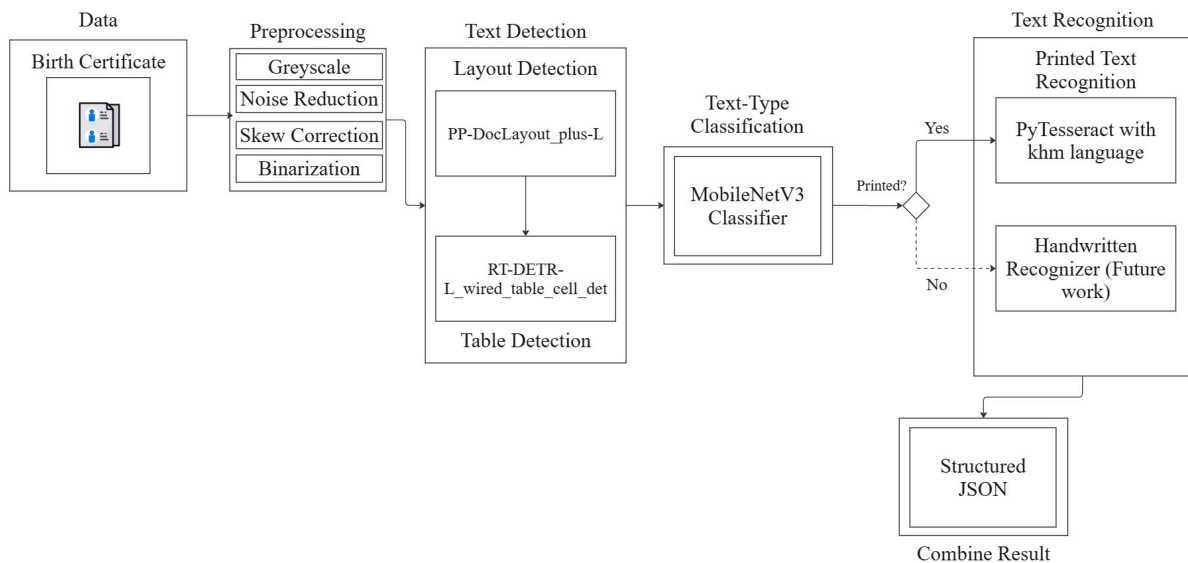 Data
Birth Certificate
Preprocessing
Greyscale
Noise Reduction
Skew Correction
Binarization
Text Detection
Layout Detection
PP-DocLayout_plus-L
RT-DETR-
L_wired_table_cell_det
Table Detection
Text-Type
Classification
MobileNetV3
Classifier
Printed?
Yes
No
Text Recognition
Printed Text
Recognition
PyTesseract with
khm language
Handwritten
Recognizer (Future
work)
Structured
JSON
Combine Result